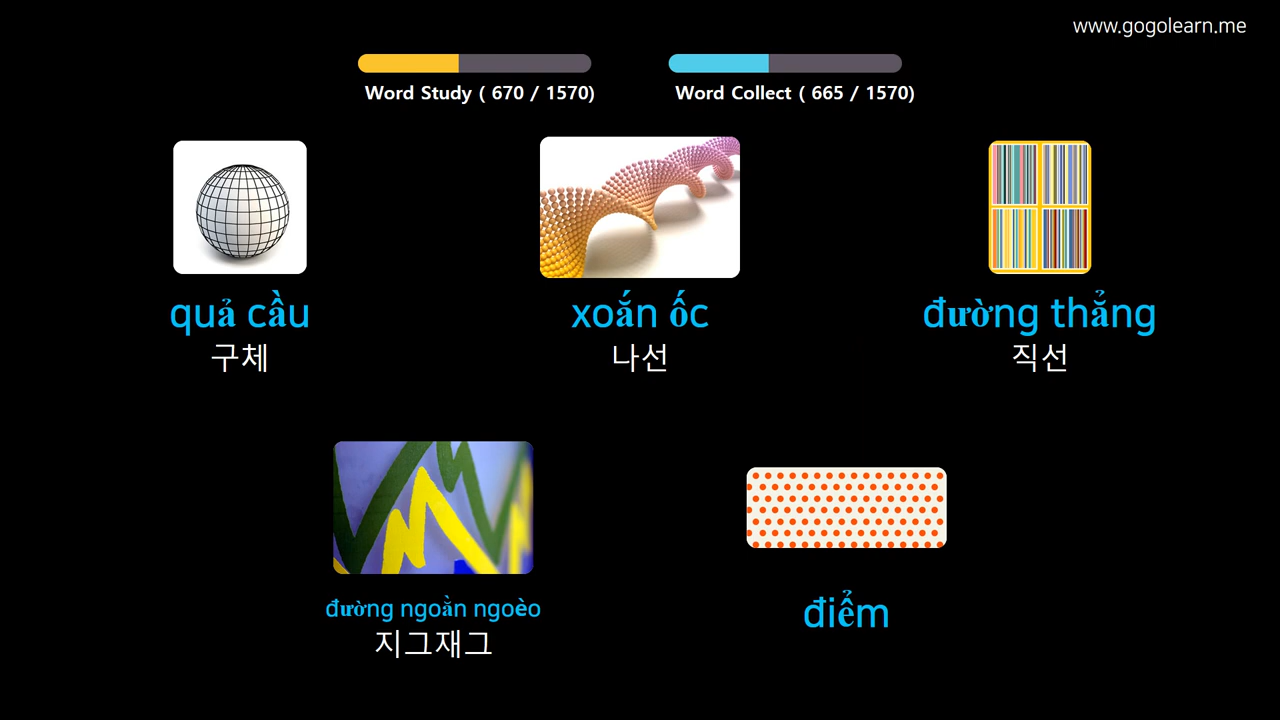 www.gogolearn.me
Word Study ( 670 / 1570)
Word Collect ( 665 / 1570)
quả cầu
구체
xoắn ốc
나선
đường thẳng
직선
đường ngoằn ngoèo
지그재그
điểm